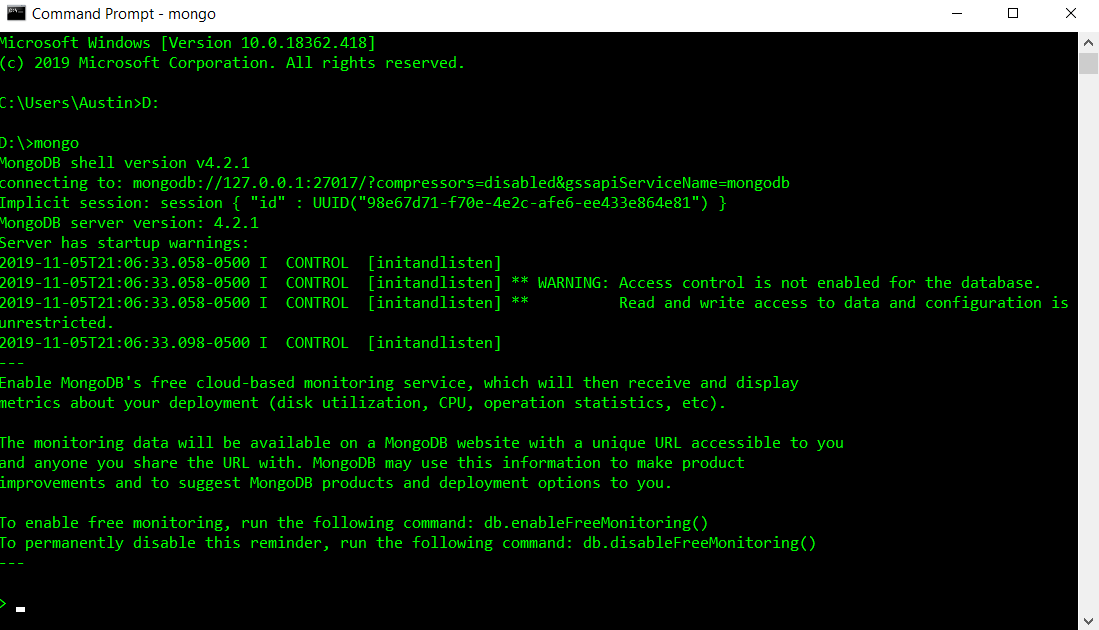 Command Prompt - mongo
Microsoft Windows [Version 10.0.18362.418]
(c) 2019 Microsoft Corporation. All rights reserved.
C:\Users\Austin>D:
D:\>mongo
MongoDB shell version v4.2.1
connecting to: mongodb://127.0.0.1:27017/?compressors=disabled&gssapiServiceName=mongodb
Implicit session: session { "id" : UUID("98e67d71-f70e-4e2c-afe6-ee433e864e81") }
MongoDB server version: 4.2.1
Server has startup warnings:
2019-11-05T21:06:33.058-0500 I  CONTROL  [initandlisten]
2019-11-05T21:06:33.058-0500 I  CONTROL  [initandlisten] ** WARNING: Access control is not enabled for the database.
2019-11-05T21:06:33.058-0500 I  CONTROL  [initandlisten] **          Read and write access to data and configuration is
unrestricted.
2019-11-05T21:06:33.098-0500 I  CONTROL  [initandlisten]
---
Enable MongoDB's free cloud-based monitoring service, which will then receive and display
metrics about your deployment (disk utilization, CPU, operation statistics, etc).
The monitoring data will be available on a MongoDB website with a unique URL accessible to you
and anyone you share the URL with. MongoDB may use this information to make product
improvements and to suggest MongoDB products and deployment options to you.
To enable free monitoring, run the following command: db.enableFreeMonitoring()
To permanently disable this reminder, run the following command: db.disableFreeMonitoring()
---
>